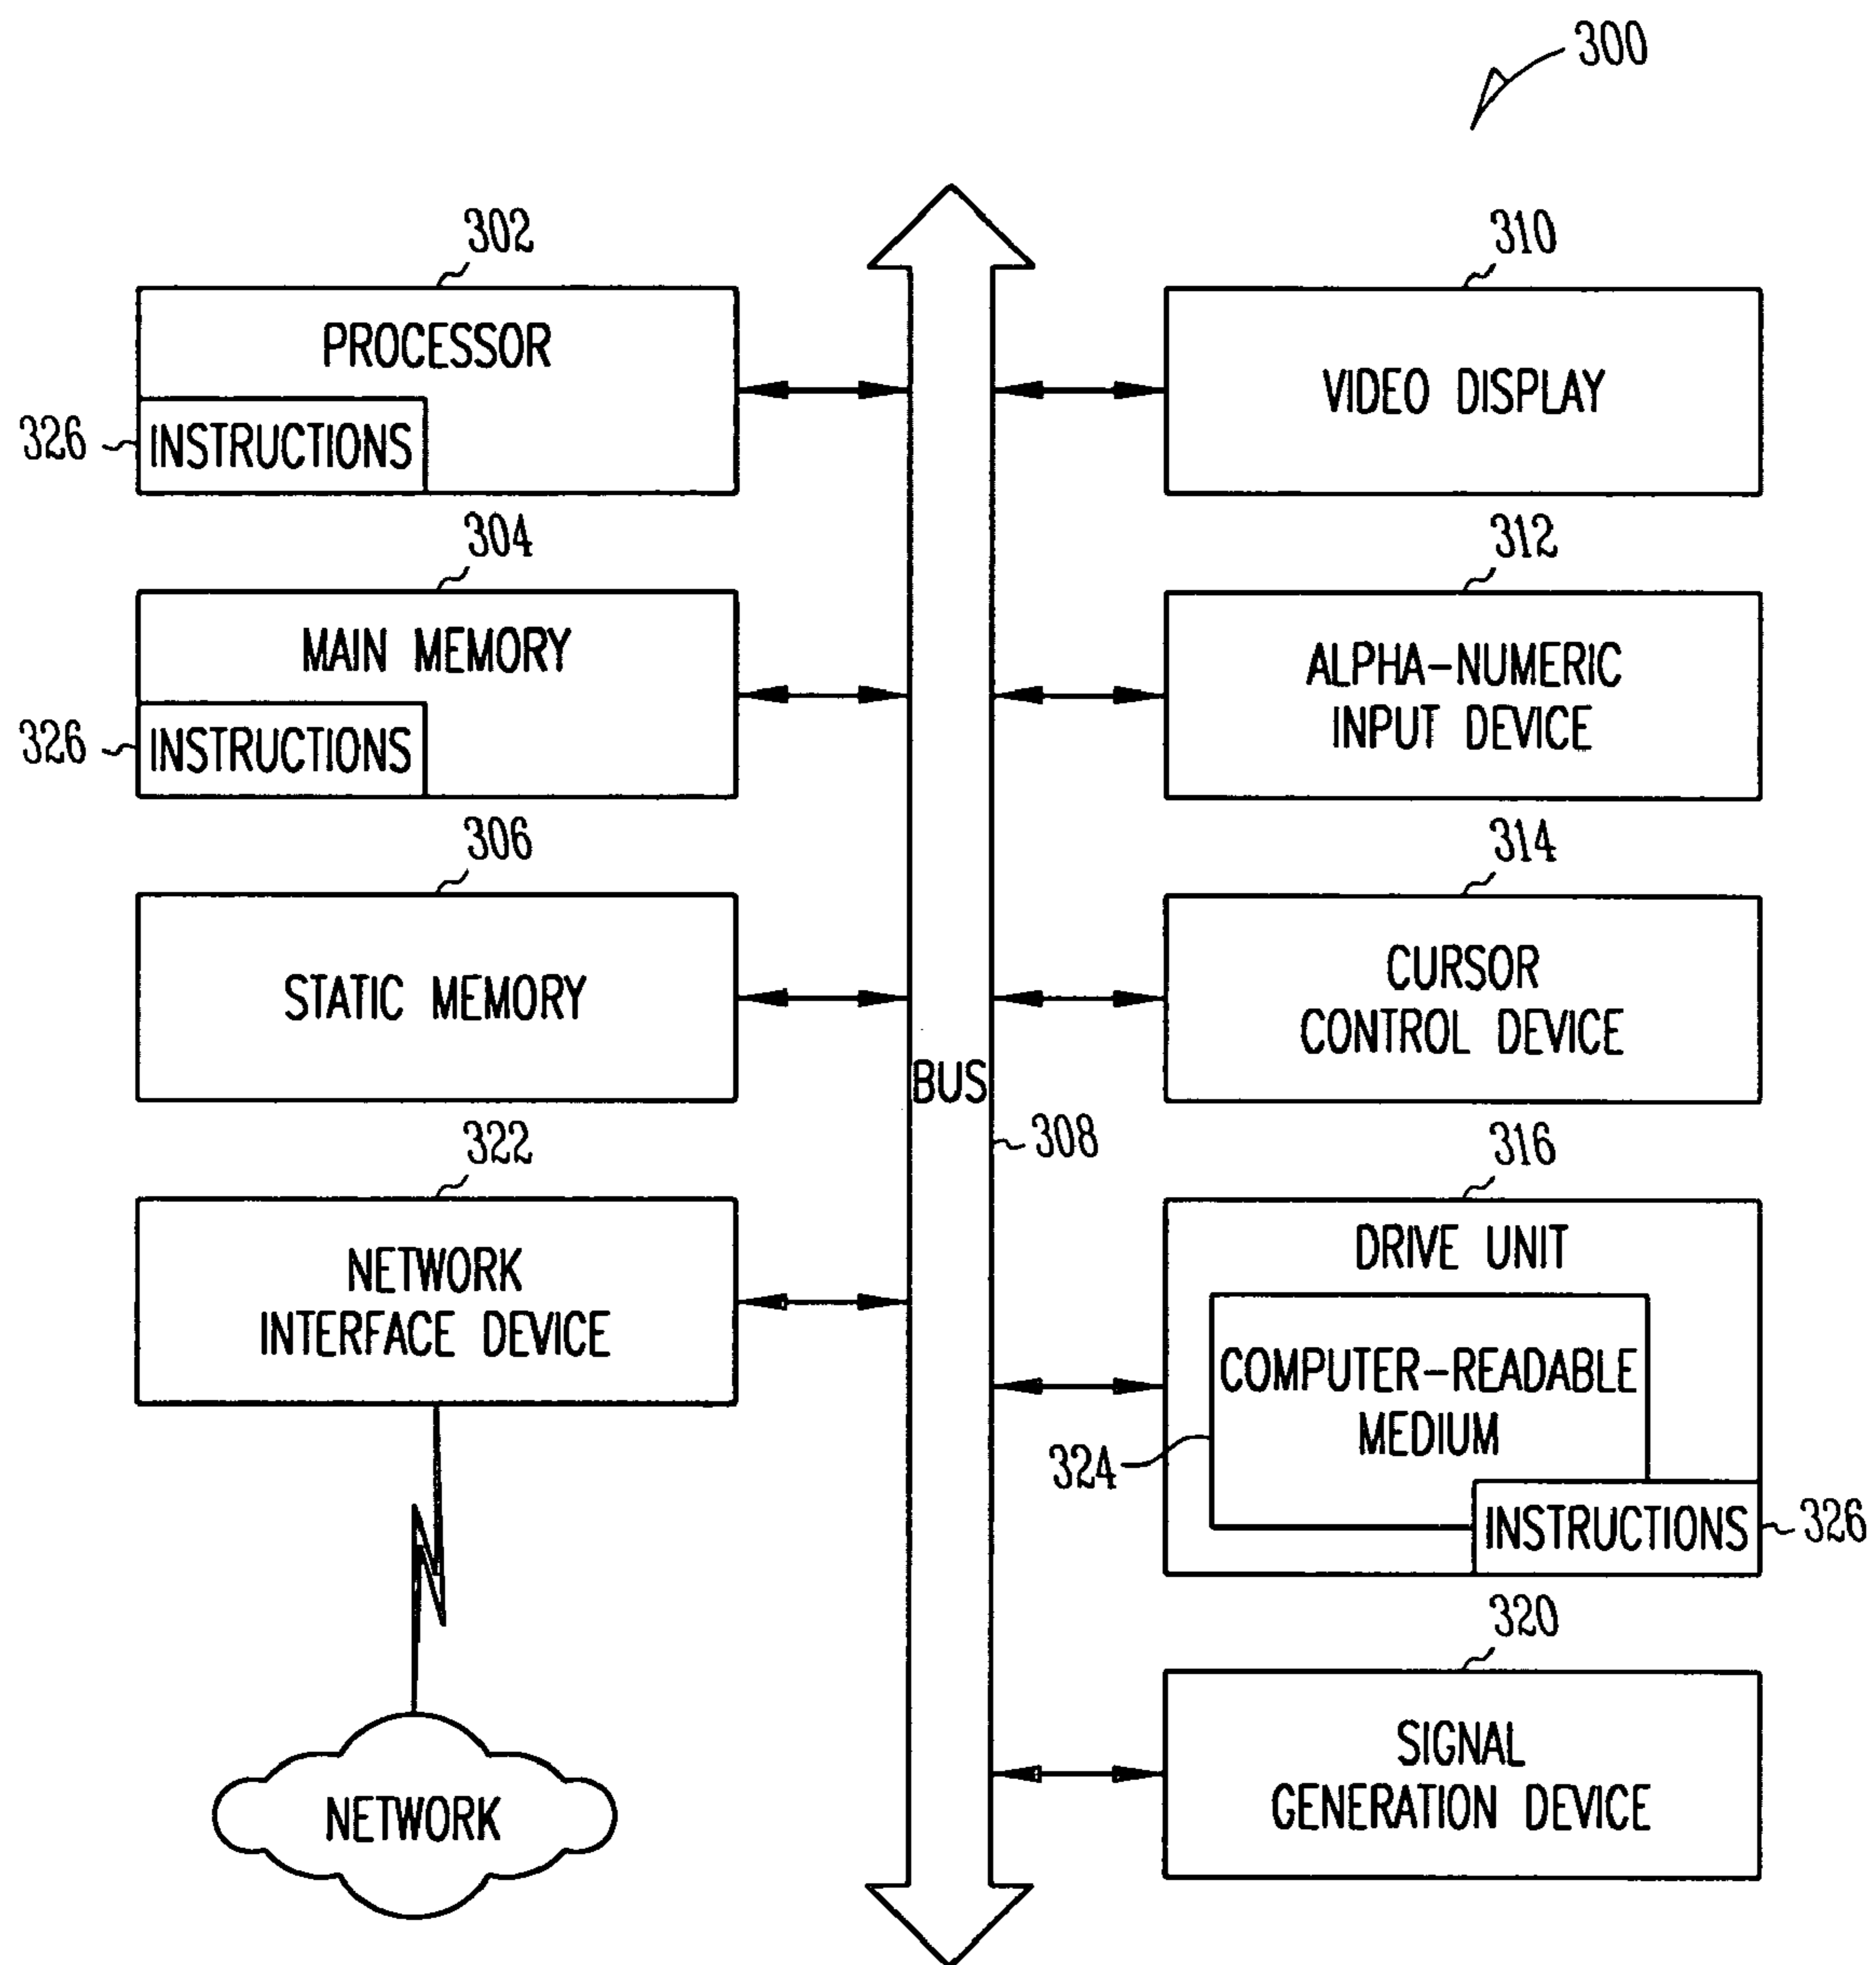 300
302
PROCESSOR
326
INSTRUCTIONS
304
MAIN MEMORY
326
INSTRUCTIONS
306
STATIC MEMORY
322
NETWORK
INTERFACE DEVICE
NETWORK
BUS
308
310
VIDEO DISPLAY
312
ALPHA-NUMERIC
INPUT DEVICE
314
CURSOR
CONTROL DEVICE
316
DRIVE UNIT
COMPUTER-READABLE
MEDIUM
324
INSTRUCTIONS
326
320
SIGNAL
GENERATION DEVICE